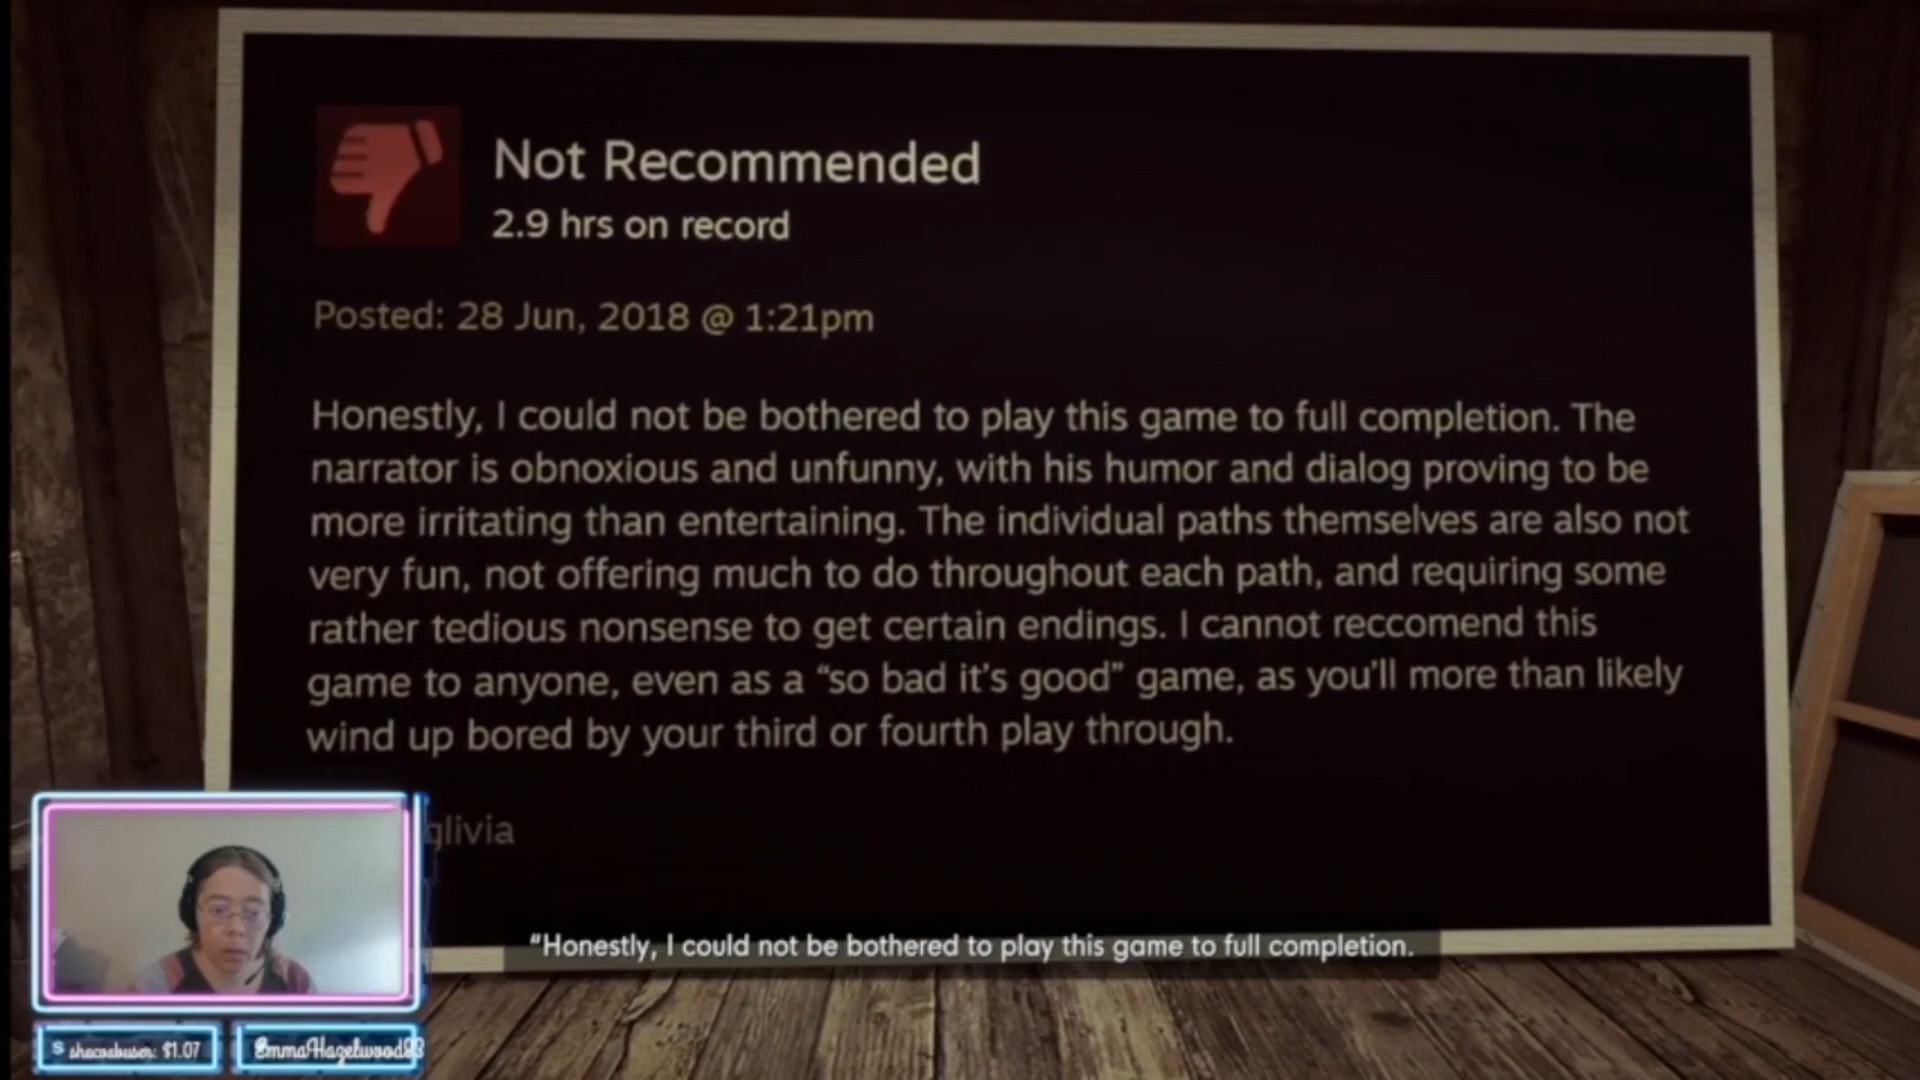 Not Recommended
2.9 hrs on record
Posted: 28 Jun, 2018 @ 1:21pm
Honestly, I could not be bothered to play this game to full completion. The
narrator is obnoxious and unfunny, with his humor and dialog proving to be
more irritating than entertaining. The individual paths themselves are also not
very fun, not offering much to do throughout each path, and requiring some
rather tedious nonsense to get certain endings. I cannot reccomend this
game to anyone, even as a “so bad it’s good” game, as you’ll more than likely
wind up bored by your third or fourth play through.
“Honestly, I could not be bothered to play this game to full completion.
$1.07
EmmaHazelwood83